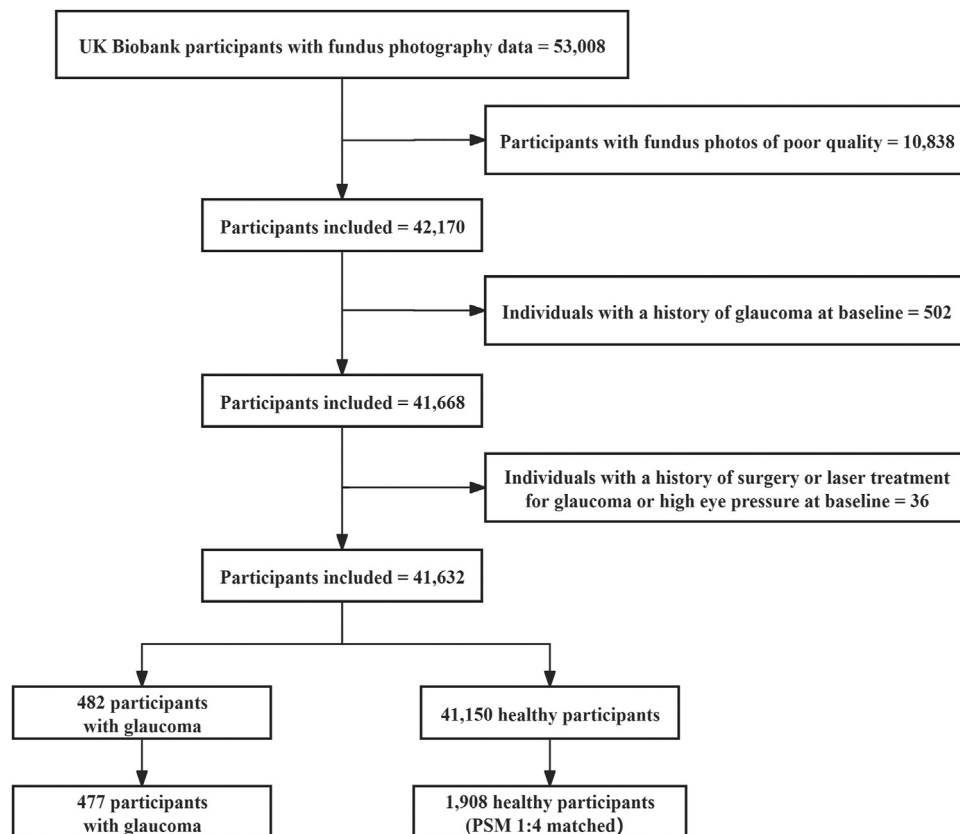 UK Biobank participants with fundus photography data = 53,008
Participants with fundus photos of poor quality = 10,838
Participants included = 42,170
Individuals with a history of glaucoma at baseline = 502
Participants included = 41,668
Individuals with a history of surgery or laser treatment
for glaucoma or high eye pressure at baseline = 36
Participants included = 41,632
482 participants
with glaucoma
41,150 healthy participants
477 participants
with glaucoma
1,908 healthy participants
(PSM 1:4 matched)